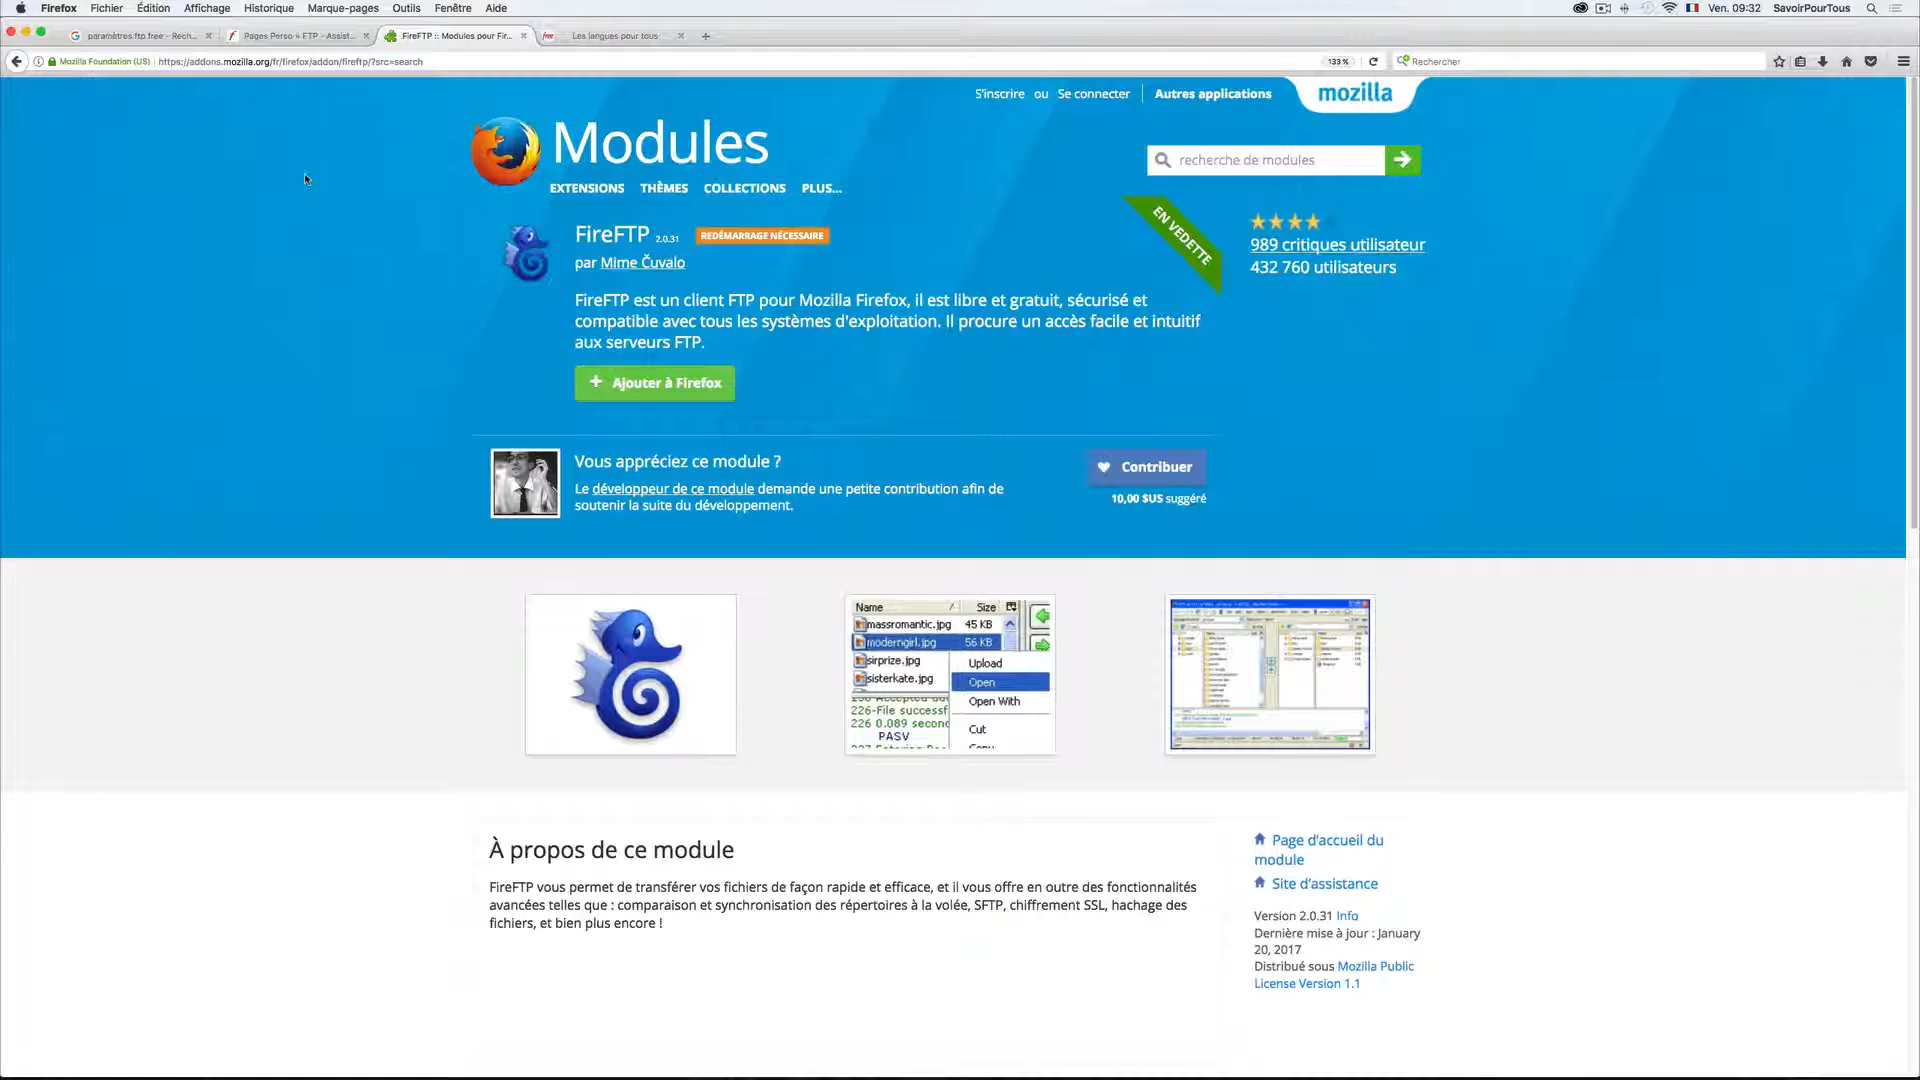 Firefox Fichier Édition Affichage Historique Marque-pages Outils Fenêtre Aide
Ven. 09:32 SavoirPourTous
paramètres ftp free - Rech...
Pages Perso » FTP - Assist...
FireFTP :: Modules pour Fir...
free Les langues pour tous
Mozilla Foundation (US)
https://addons.mozilla.org/fr/firefox/addon/fireftp/?src=search
133 %
Rechercher
S'inscrire ou Se connecter
Autres applications
mozilla
Modules
recherche de modules
EXTENSIONS THÈMES COLLECTIONS PLUS...
FireFTP 2.0.31 REDÉMARRAGE NÉCESSAIRE
par Mime Čuvalo
EN VEDETTE
989 critiques utilisateur
432 760 utilisateurs
FireFTP est un client FTP pour Mozilla Firefox, il est libre et gratuit, sécurisé et
compatible avec tous les systèmes d'exploitation. Il procure un accès facile et intuitif
aux serveurs FTP.
Ajouter à Firefox
Vous appréciez ce module ?
Le développeur de ce module demande une petite contribution afin de
soutenir la suite du développement.
Contribuer
10,00 $US suggéré
Name Size
massromantic.jpg 45 KB
moderngirl.jpg 56 KB
sirprize.jpg
sisterkate.jpg
226-File successf
226 0.089 second
PASV
Upload
Open
Open With
Cut
Copy
À propos de ce module
FireFTP vous permet de transférer vos fichiers de façon rapide et efficace, et il vous offre en outre des fonctionnalités
avancées telles que : comparaison et synchronisation des répertoires à la volée, SFTP, chiffrement SSL, hachage des
fichiers, et bien plus encore !
Page d'accueil du
module
Site d'assistance
Version 2.0.31 Info
Dernière mise à jour : January
20, 2017
Distribué sous Mozilla Public
License Version 1.1